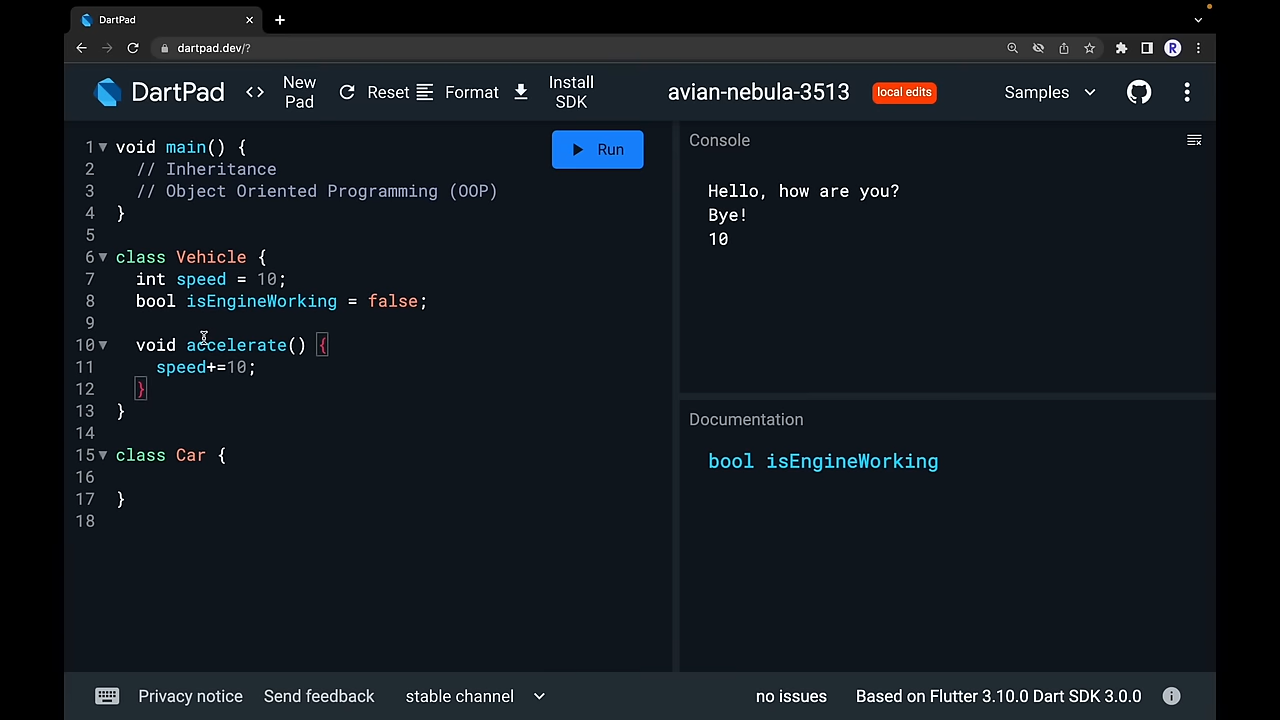 DartPad
dartpad.dev/?
R
DartPad
New Pad
Reset
Format
Install SDK
avian-nebula-3513
local edits
Samples
1 void main() {
2 // Inheritance
3 // Object Oriented Programming (OOP)
4 }
5
6 class Vehicle {
7 int speed = 10;
8 bool isEngineWorking = false;
9
10 void accelerate() {
11 speed+=10;
12 }
13 }
14
15 class Car {
16
17 }
18
Run
Console
Hello, how are you?
Bye!
10
Documentation
bool isEngineWorking
Privacy notice
Send feedback
stable channel
no issues
Based on Flutter 3.10.0 Dart SDK 3.0.0